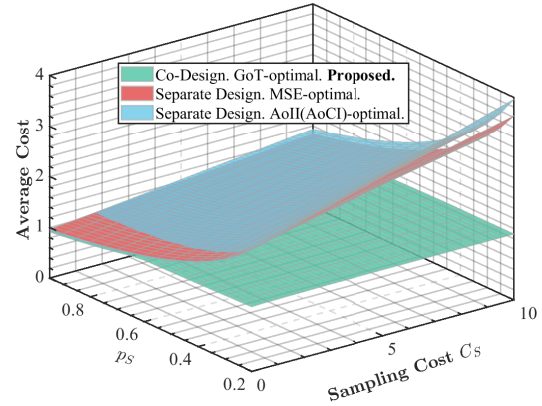 4
3
2
1
0
Average Cost
Co-Design. GoT-optimal. Proposed.
Separate Design. MSE-optimal.
Separate Design. AoII(AoCI)-optimal.
0.8
0.6
0.4
0.2
pS
0
5
10
Sampling Cost CS